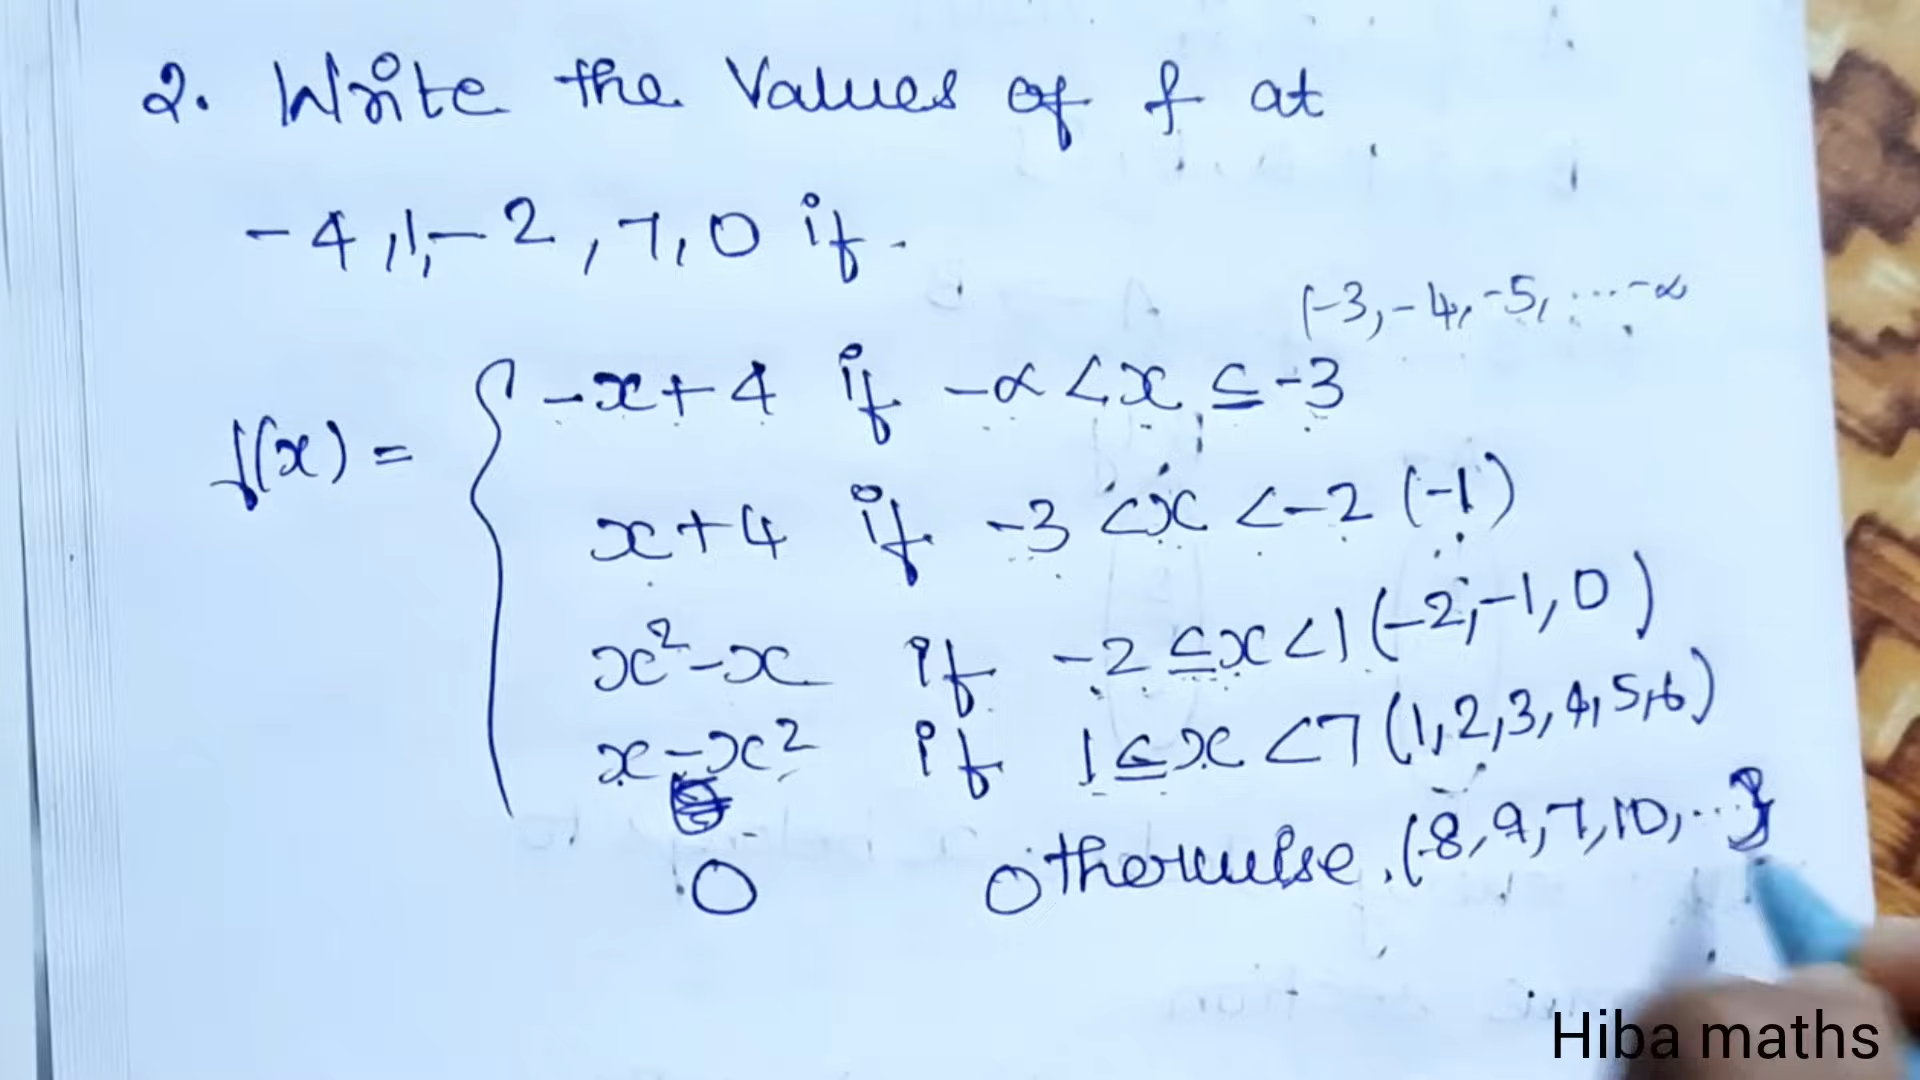 2. Write the Values of f at
-4,1,-2,7,0 if.
(-3,-4,-5,...-∝
f(x) = { -x+4 if -∝ <x ≤ -3
x+4 if -3 <x <-2 (-1)
x²-x if -2 ≤x <1 (-2,-1,0)
x-x² if 1≤x <7 (1,2,3,4,5,6)
0 otherwise. (-8,9,7,10,...}
Hiba maths